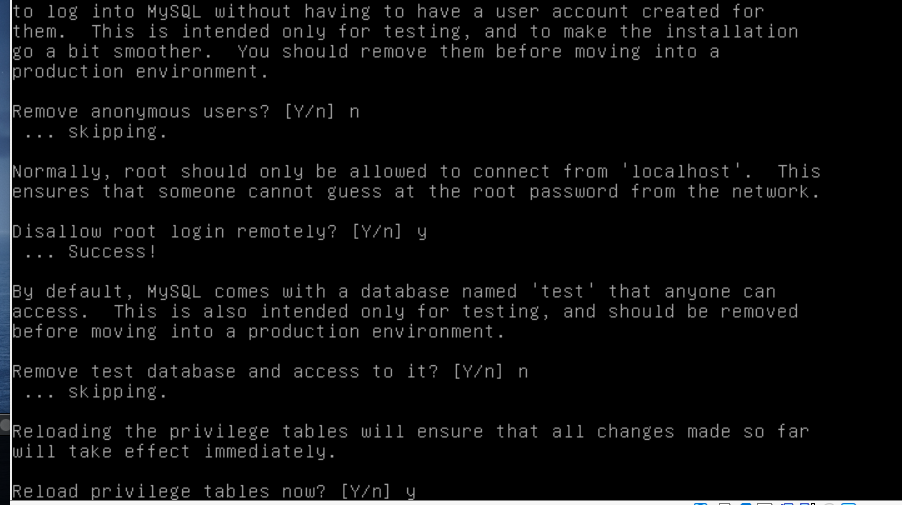 to log into MySQL without having to have a user account created for
them.  This is intended only for testing, and to make the installation
go a bit smoother.  You should remove them before moving into a
production environment.
Remove anonymous users? [Y/n] n
 ... skipping.
Normally, root should only be allowed to connect from 'localhost'.  This
ensures that someone cannot guess at the root password from the network.
Disallow root login remotely? [Y/n] y
 ... Success!
By default, MySQL comes with a database named 'test' that anyone can
access.  This is also intended only for testing, and should be removed
before moving into a production environment.
Remove test database and access to it? [Y/n] n
 ... skipping.
Reloading the privilege tables will ensure that all changes made so far
will take effect immediately.
Reload privilege tables now? [Y/n] y